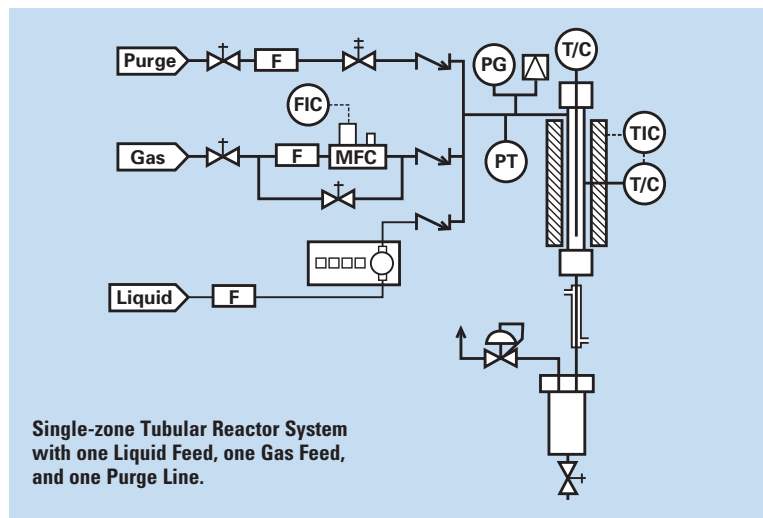 Purge
F
PG
T/C
FIC
Gas
F
MFC
PT
TIC
T/C
Liquid
F
Single-zone Tubular Reactor System
with one Liquid Feed, one Gas Feed,
and one Purge Line.